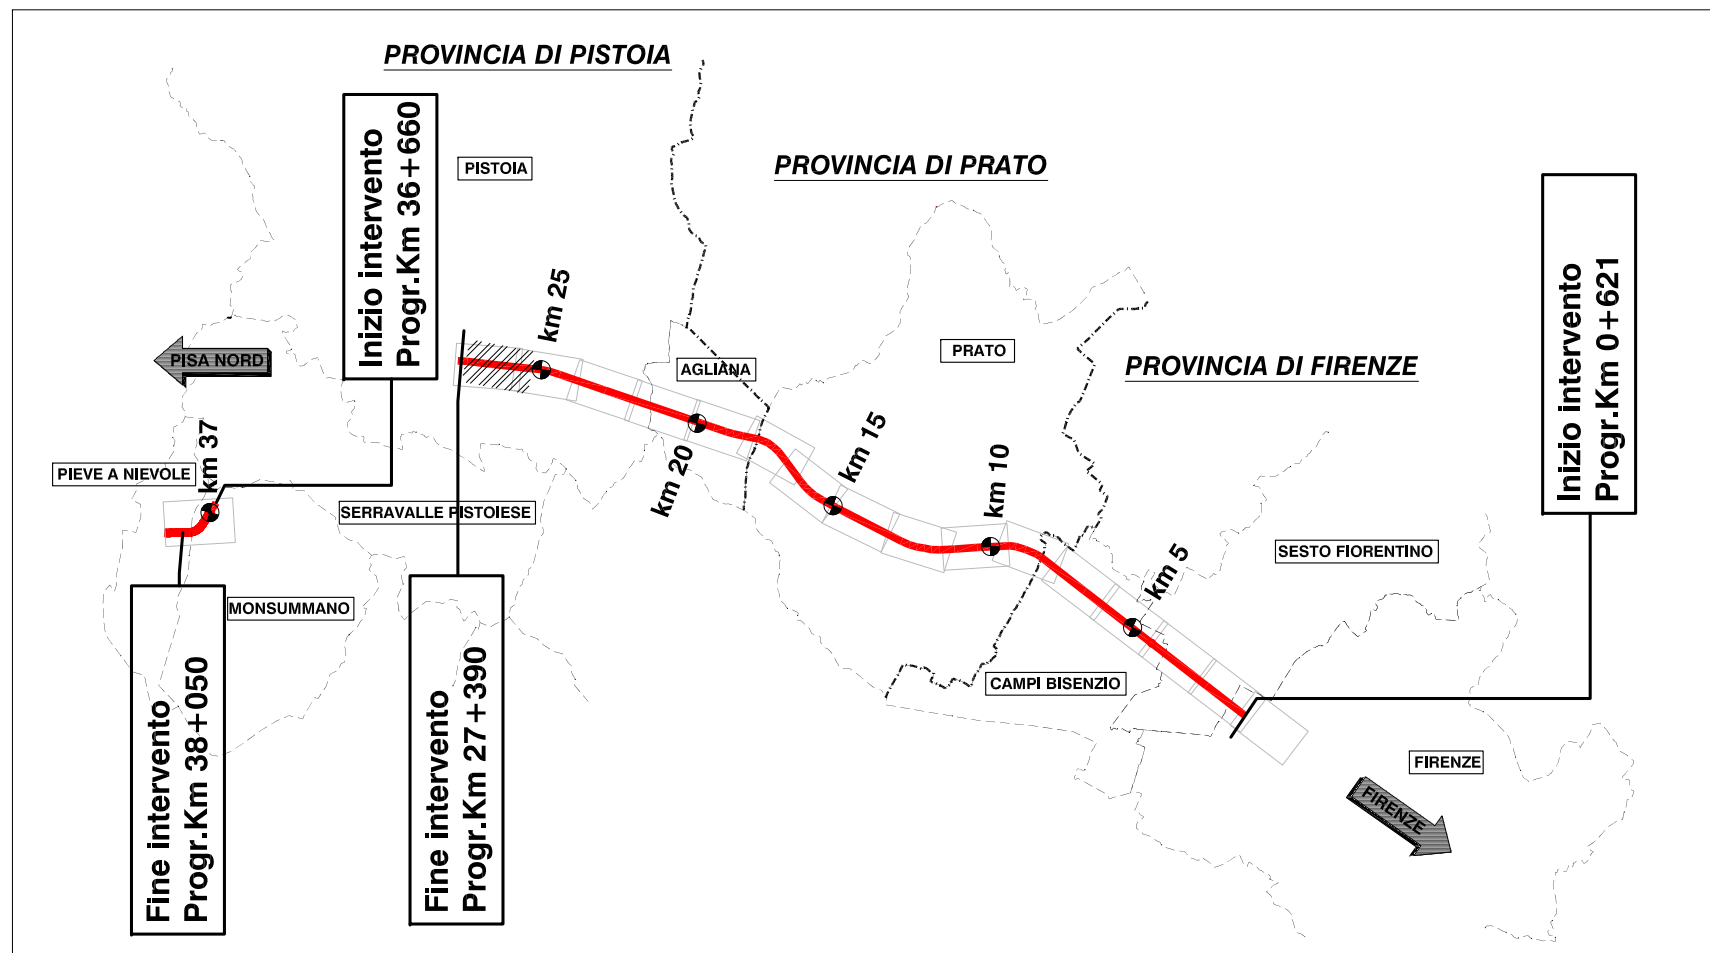 PROVINCIA DI PISTOIA
Inizio intervento
Progr.Km 36+660
PISTOIA
PROVINCIA DI PRATO
Inizio intervento
Progr.Km 0+621
km 25
PISA NORD
AGLIANA
PRATO
PROVINCIA DI FIRENZE
km 37
PIEVE A NIEVOLE
km 20
km 15
km 10
SERRAVALLE PISTOIESE
km 5
SESTO FIORENTINO
MONSUMMANO
CAMPI BISENZIO
Fine intervento
Progr.Km 38+050
Fine intervento
Progr.Km 27+390
FIRENZE
FIRENZE